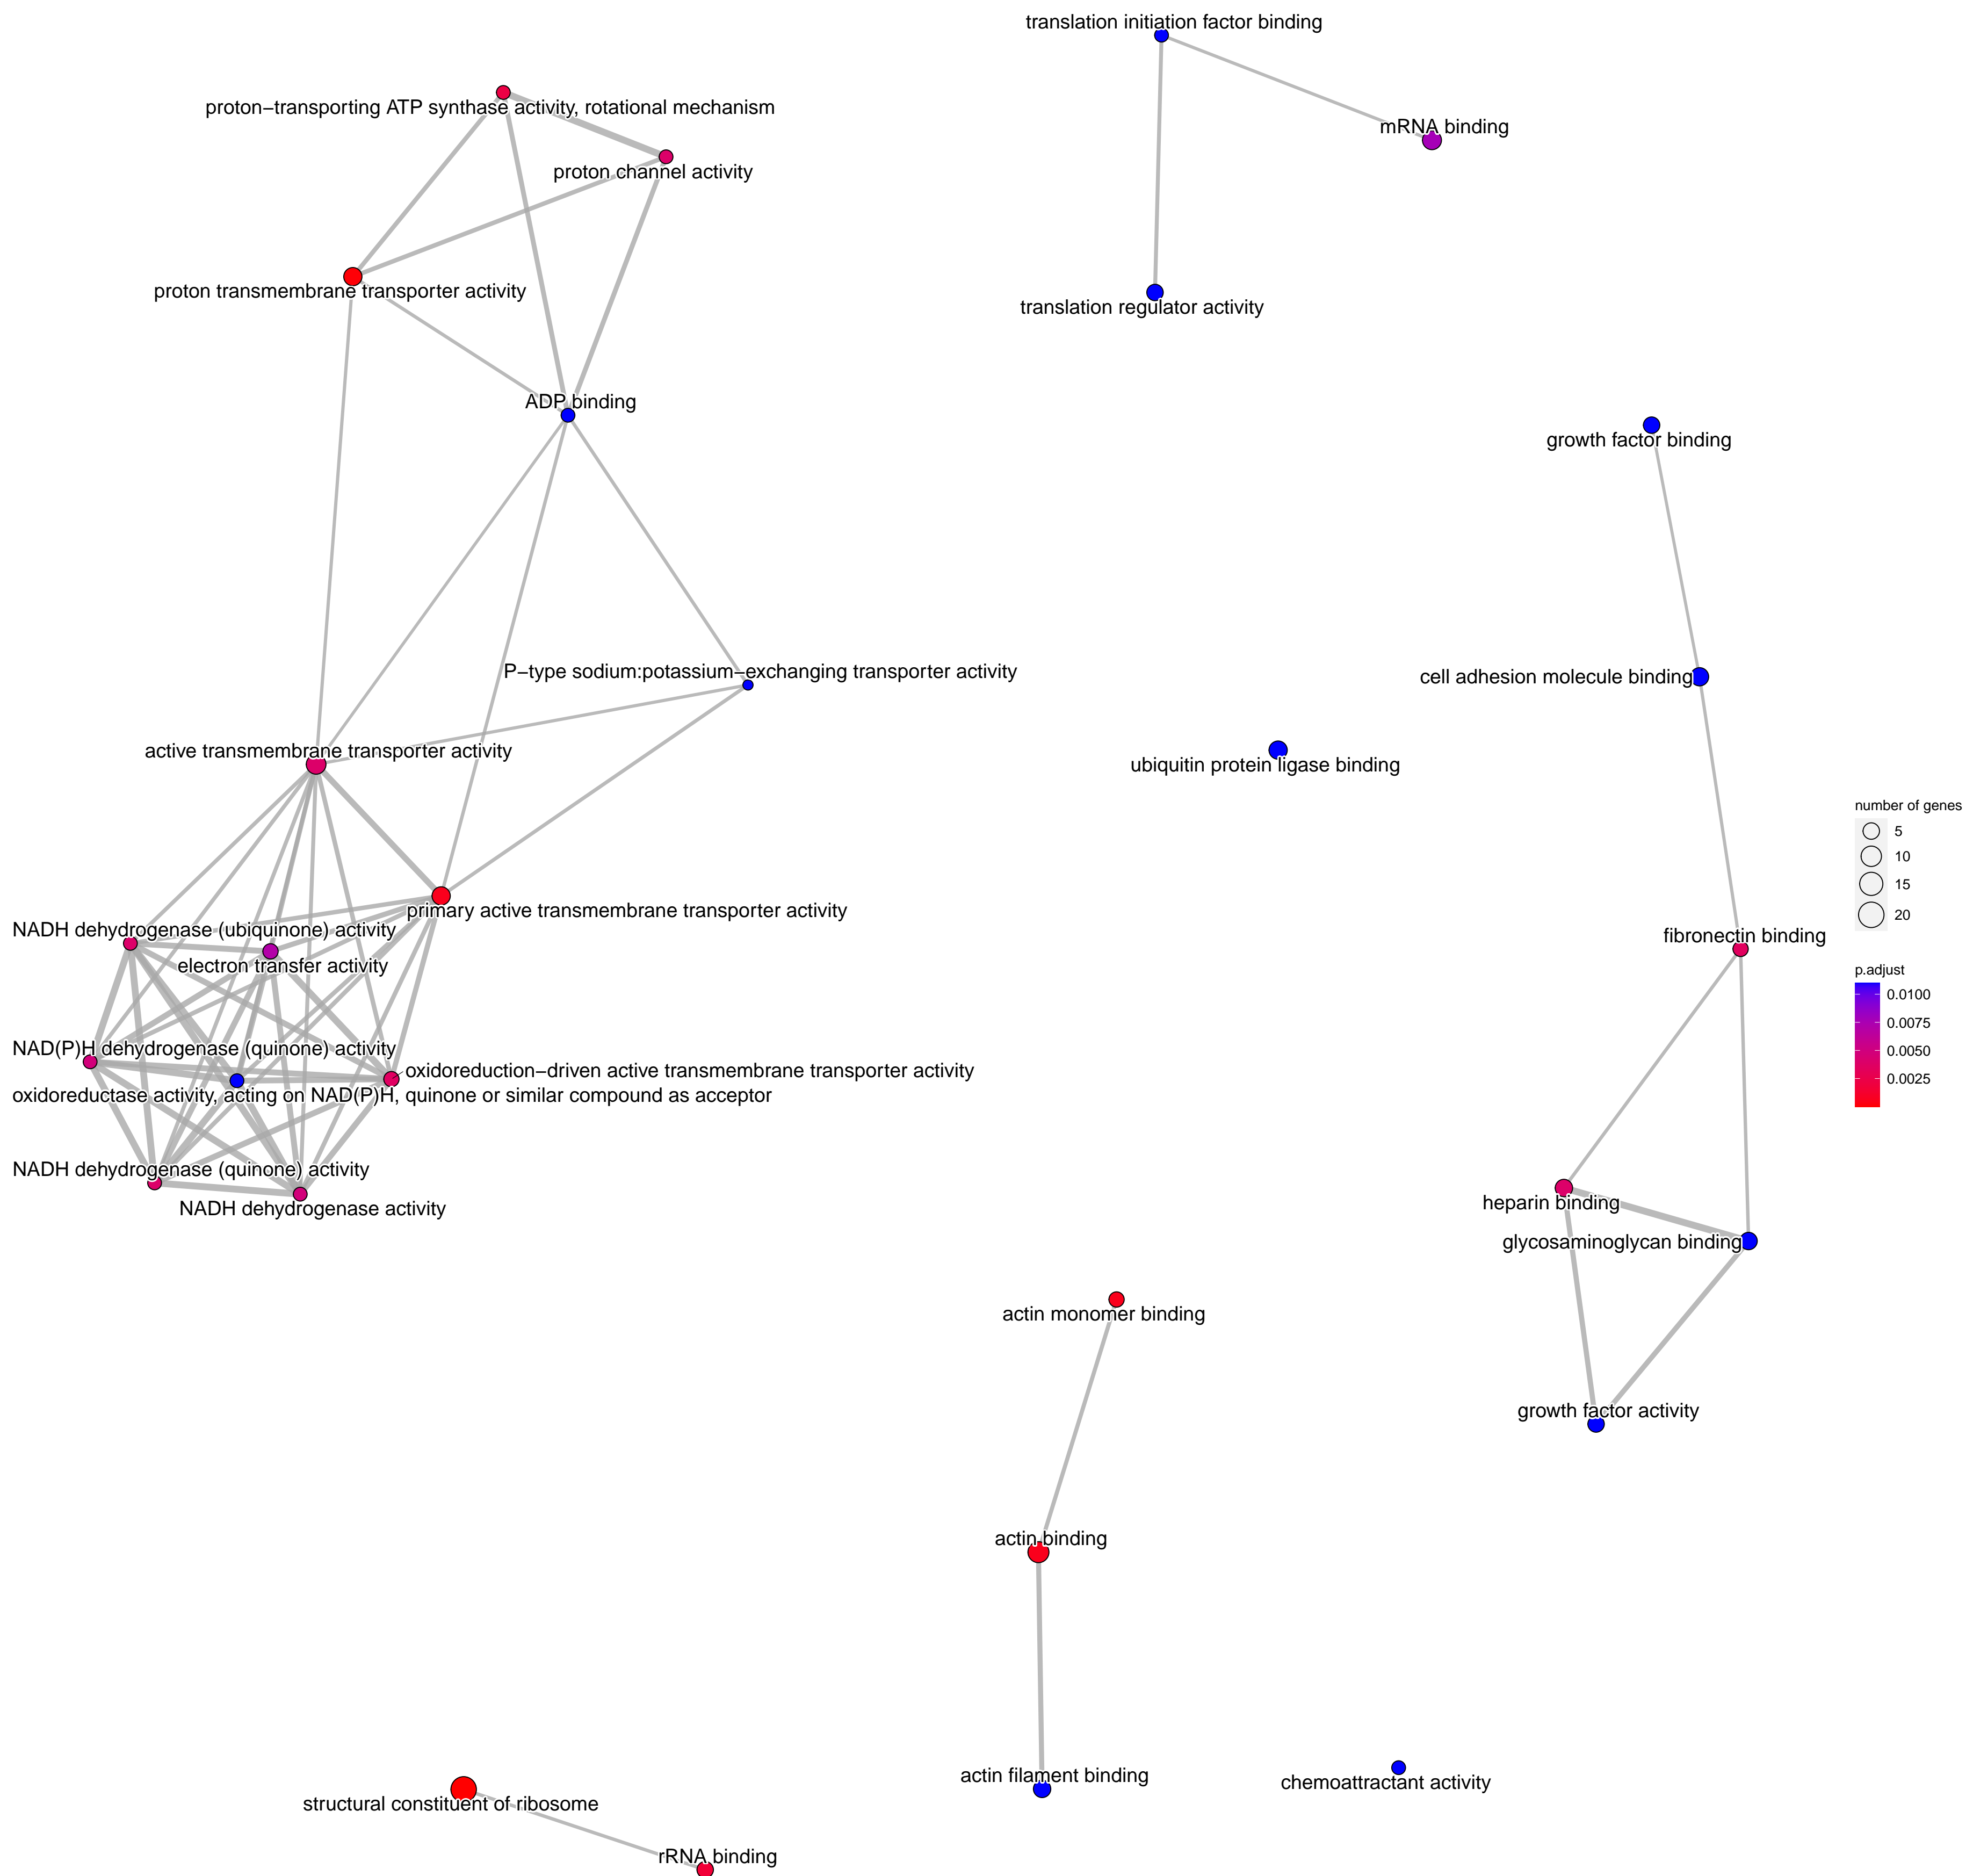 translation initiation factor binding
proton−transporting ATP synthase activity, rotational mechanism
mRNA binding
proton channel activity
proton transmembrane transporter activity
translation regulator activity
ADP binding
growth factor binding
P−type sodium:potassium−exchanging transporter activity
cell adhesion molecule binding
active transmembrane transporter activity
ubiquitin protein ligase binding
number of genes
5
10
15
20
primary active transmembrane transporter activity
NADH dehydrogenase (ubiquinone) activity
fibronectin binding
electron transfer activity
p.adjust
0.0100
0.0075
0.0050
0.0025
NAD(P)H dehydrogenase (quinone) activity
oxidoreduction−driven active transmembrane transporter activity
oxidoreductase activity, acting on NAD(P)H, quinone or similar compound as acceptor
NADH dehydrogenase (quinone) activity
NADH dehydrogenase activity
heparin binding
glycosaminoglycan binding
actin monomer binding
growth factor activity
actin binding
actin filament binding
chemoattractant activity
structural constituent of ribosome
rRNA binding